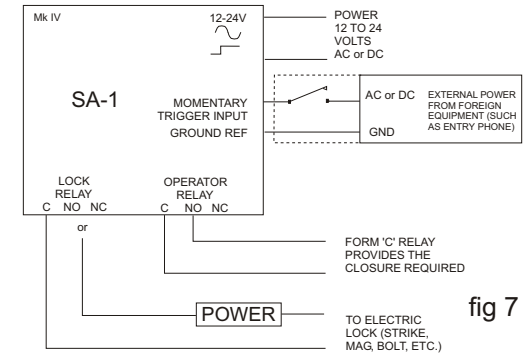 Mk IV
12-24V
POWER
12 TO 24
VOLTS
AC or DC
SA-1
MOMENTARY
TRIGGER INPUT
GROUND REF
AC or DC
GND
EXTERNAL POWER
FROM FOREIGN
EQUIPMENT (SUCH
AS ENTRY PHONE)
LOCK
RELAY
C NO NC
OPERATOR
RELAY
C NO NC
or
FORM 'C' RELAY
PROVIDES THE
CLOSURE REQUIRED
POWER
TO ELECTRIC
LOCK (STRIKE,
MAG, BOLT, ETC.)
fig 7